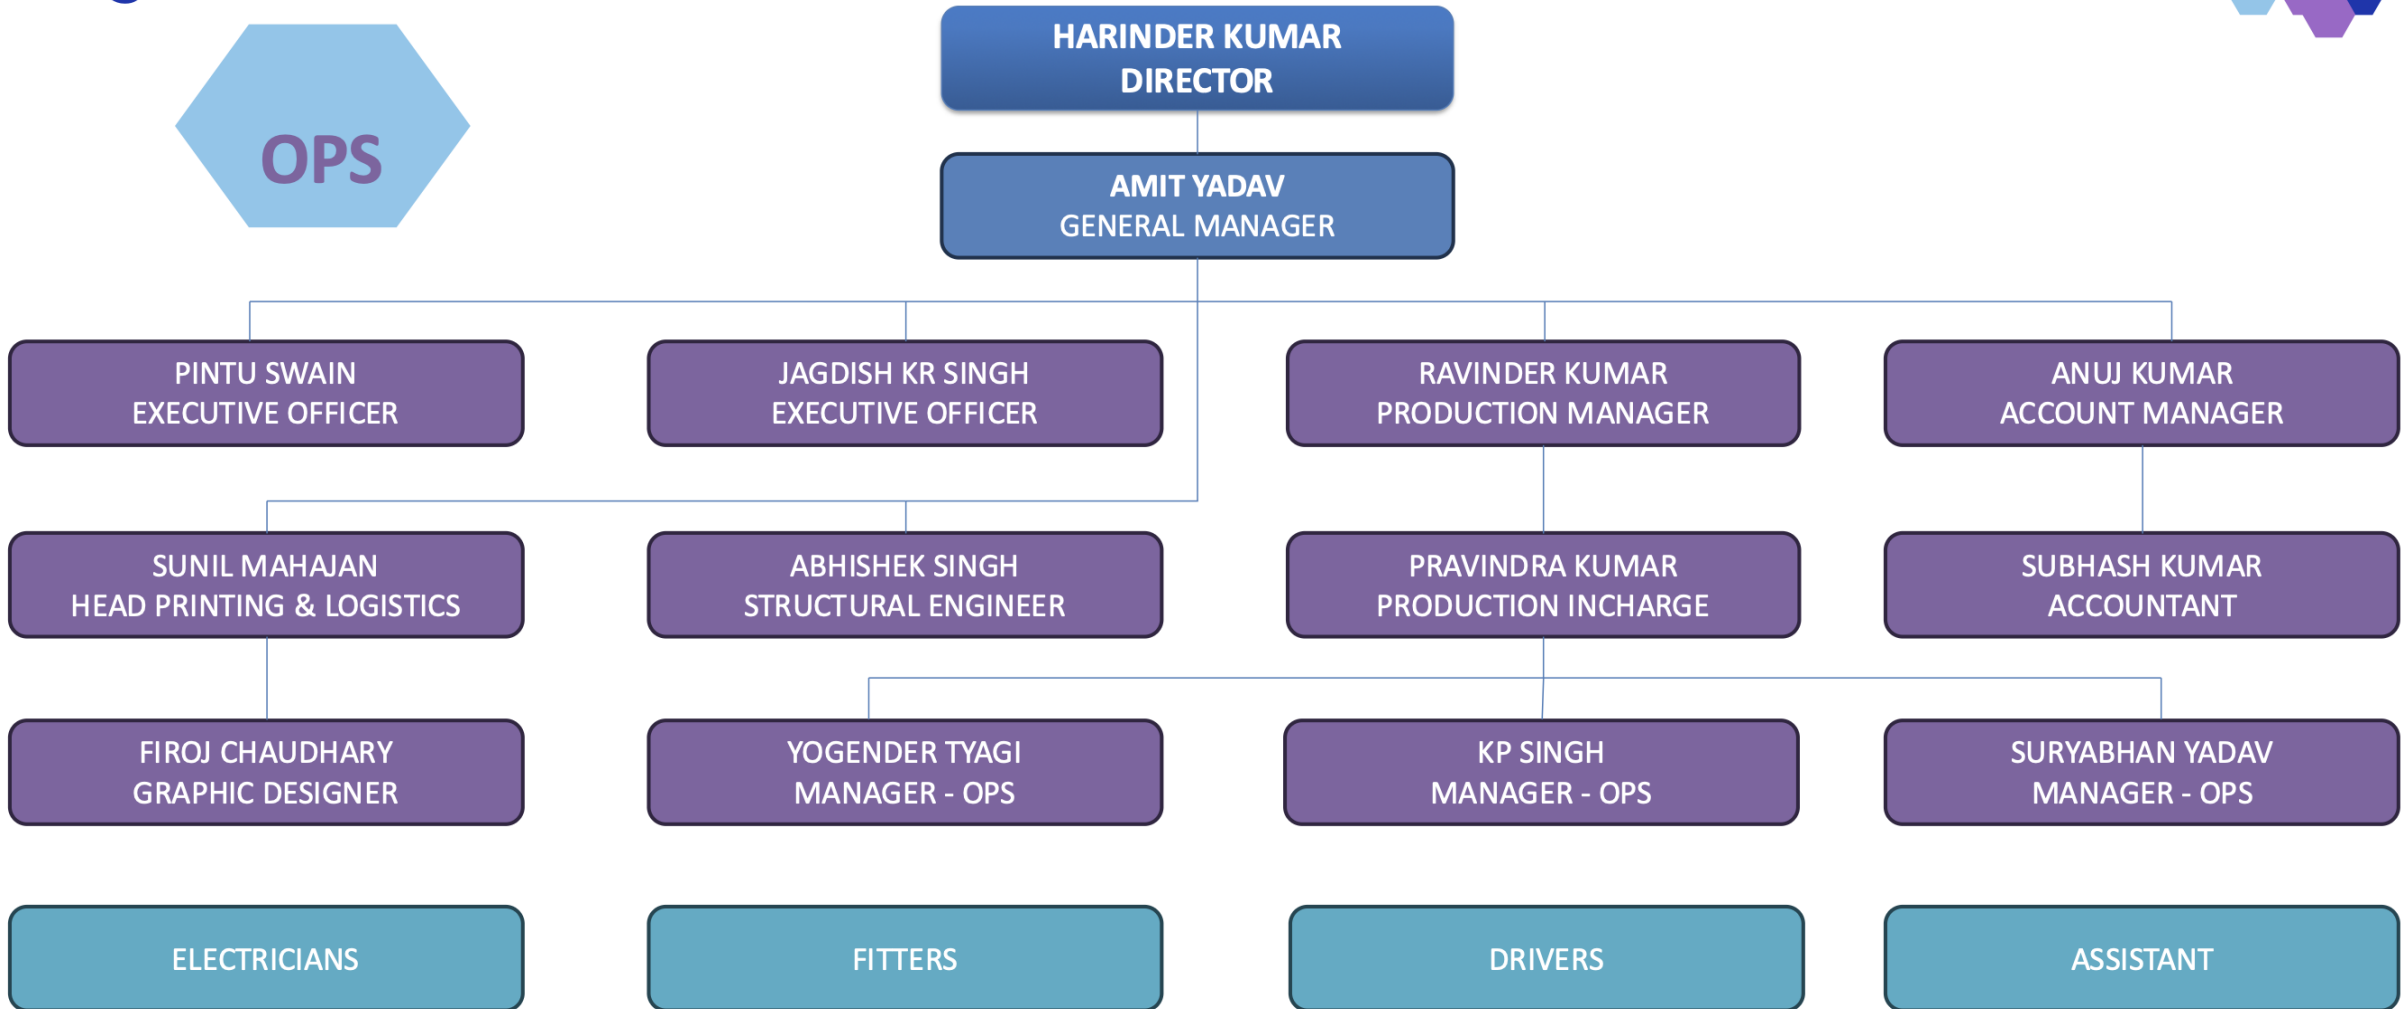 OPS
HARINDER KUMAR
DIRECTOR
AMIT YADAV
GENERAL MANAGER
PINTU SWAIN
EXECUTIVE OFFICER
JAGDISH KR SINGH
EXECUTIVE OFFICER
RAVINDER KUMAR
PRODUCTION MANAGER
ANUJ KUMAR
ACCOUNT MANAGER
SUNIL MAHAJAN
HEAD PRINTING & LOGISTICS
ABHISHEK SINGH
STRUCTURAL ENGINEER
PRAVINDRA KUMAR
PRODUCTION INCHARGE
SUBHASH KUMAR
ACCOUNTANT
FIROJ CHAUDHARY
GRAPHIC DESIGNER
YOGENDER TYAGI
MANAGER - OPS
KP SINGH
MANAGER - OPS
SURYABHAN YADAV
MANAGER - OPS
ELECTRICIANS
FITTERS
DRIVERS
ASSISTANT